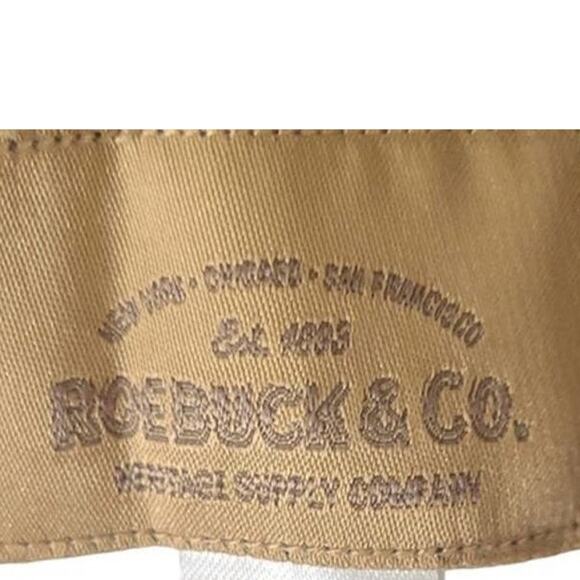 NEW YORK • CHICAGO • SAN FRANCISCO
Est. 1893
ROEBUCK & CO.
HERITAGE SUPPLY COMPANY